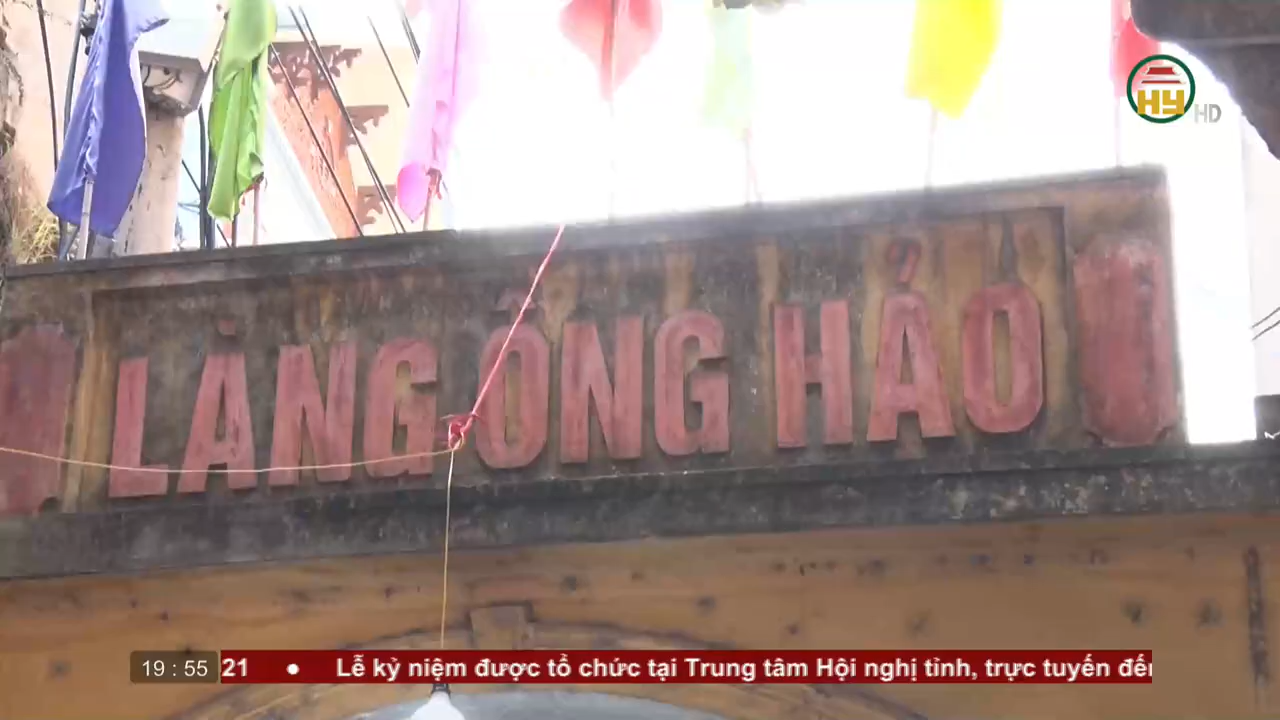 HY HD
LÀNG ÔNG HẢO
19 : 55 21 • Lễ kỷ niệm được tổ chức tại Trung tâm Hội nghị tỉnh, trực tuyến đến